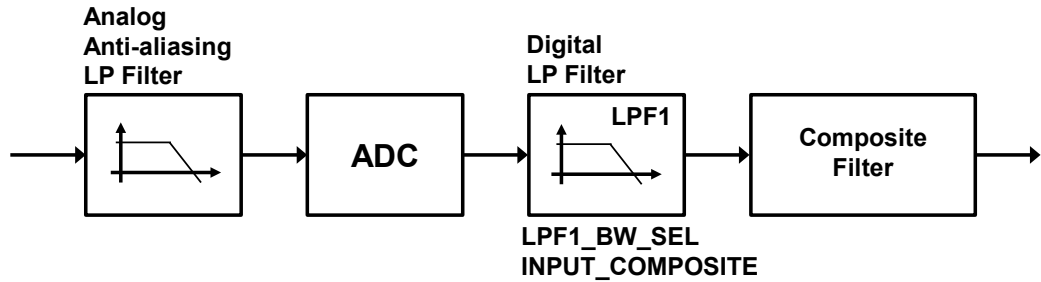 Analog
Anti-aliasing
LP Filter
ADC
Digital
LP Filter
LPF1
LPF1_BW_SEL
INPUT_COMPOSITE
Composite
Filter